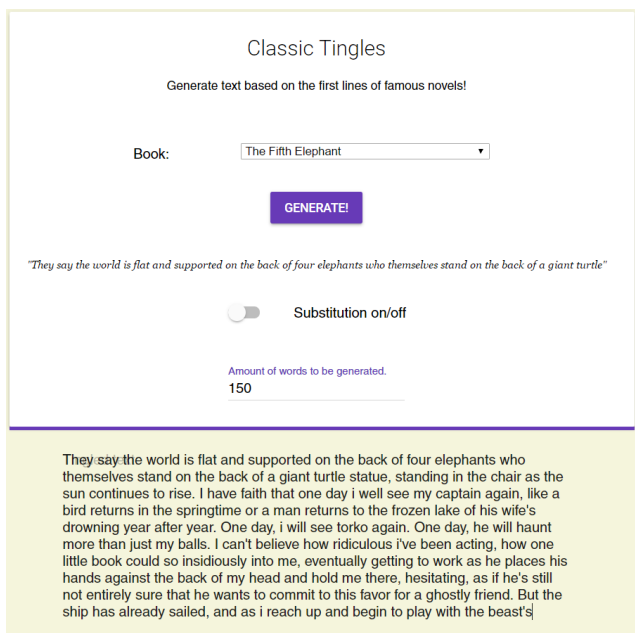 Classic Tingles
Generate text based on the first lines of famous novels!
Book:
The Fifth Elephant
GENERATE!
"They say the world is flat and supported on the back of four elephants who themselves stand on the back of a giant turtle"
Substitution on/off
Amount of words to be generated.
150
They say the world is flat and supported on the back of four elephants who
themselves stand on the back of a giant turtle statue, standing in the chair as the
sun continues to rise. I have faith that one day i well see my captain again, like a
bird returns in the springtime or a man returns to the frozen lake of his wife's
drowning year after year. One day, i will see torko again. One day, he will haunt
more than just my balls. I can't believe how ridiculous i've been acting, how one
little book could so insidiously into me, eventually getting to work as he places his
hands against the back of my head and hold me there, hesitating, as if he's still
not entirely sure that he wants to commit to this favor for a ghostly friend. But the
ship has already sailed, and as i reach up and begin to play with the beast's